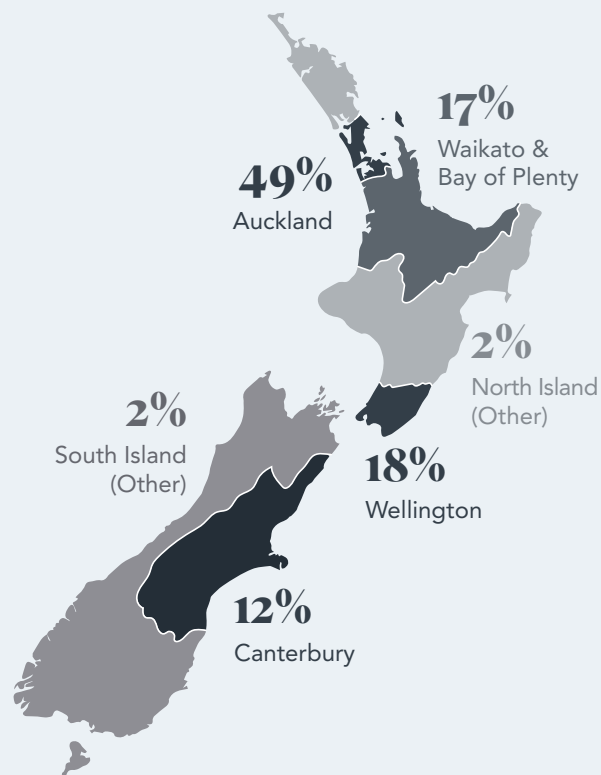 17%
Waikato &
Bay of Plenty
49%
Auckland
2%
North Island
(Other)
2%
South Island
(Other)
18%
Wellington
12%
Canterbury